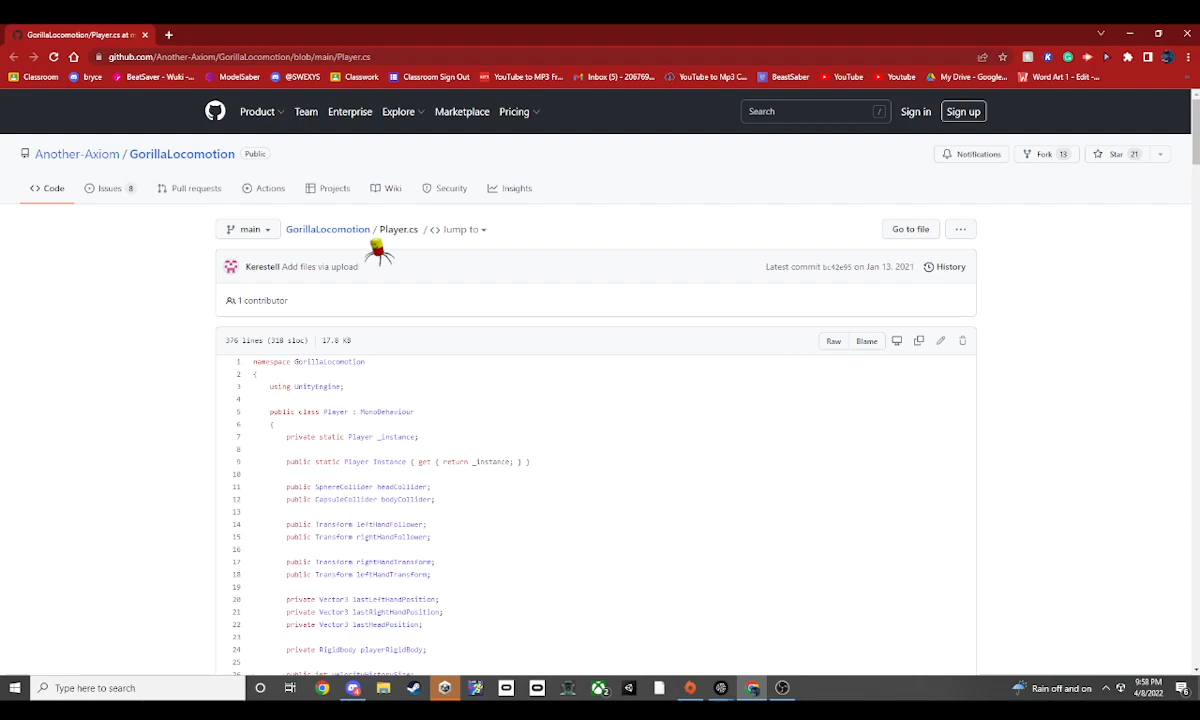 GorillaLocomotion/Player.cs at m
github.com/Another-Axiom/GorillaLocomotion/blob/main/Player.cs
Classroom bryce BeatSaver - Wuki -... ModelSaber @SWEXYS Classwork Classroom Sign Out YouTube to MP3 Fr... Inbox (5) - 206769... YouTube to Mp3 C... BeastSaber YouTube Youtube My Drive - Google... Word Art 1 - Edit -...
Product Team Enterprise Explore Marketplace Pricing Search / Sign in Sign up
Another-Axiom / GorillaLocomotion Public Notifications Fork 13 Star 21
Code Issues 8 Pull requests Actions Projects Wiki Security Insights
main GorillaLocomotion / Player.cs / <> Jump to Go to file ...
Kerestell Add files via upload Latest commit bc42e95 on Jan 13, 2021 History
1 contributor
376 lines (318 sloc) 17.8 KB Raw Blame
1 namespace GorillaLocomotion
2 {
3 using UnityEngine;
4
5 public class Player : MonoBehaviour
6 {
7 private static Player _instance;
8
9 public static Player Instance { get { return _instance; } }
10
11 public SphereCollider headCollider;
12 public CapsuleCollider bodyCollider;
13
14 public Transform leftHandFollower;
15 public Transform rightHandFollower;
16
17 public Transform rightHandTransform;
18 public Transform leftHandTransform;
19
20 private Vector3 lastLeftHandPosition;
21 private Vector3 lastRightHandPosition;
22 private Vector3 lastHeadPosition;
23
24 private Rigidbody playerRigidBody;
25
26 public int velocityHistorySize;
Type here to search Rain off and on 9:58 PM
4/8/2022